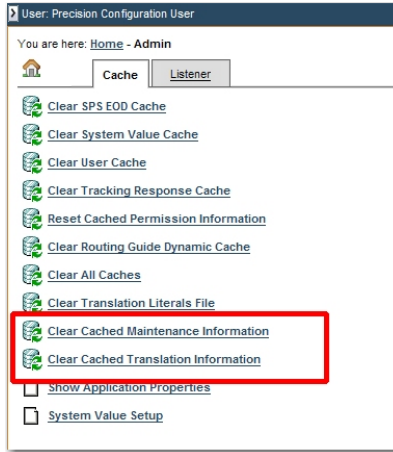 User: Precision Configuration User
You are here: Home - Admin
Cache Listener
Clear SPS EOD Cache
Clear System Value Cache
Clear User Cache
Clear Tracking Response Cache
Reset Cached Permission Information
Clear Routing Guide Dynamic Cache
Clear All Caches
Clear Translation Literals File
Clear Cached Maintenance Information
Clear Cached Translation Information
Show Application Properties
System Value Setup